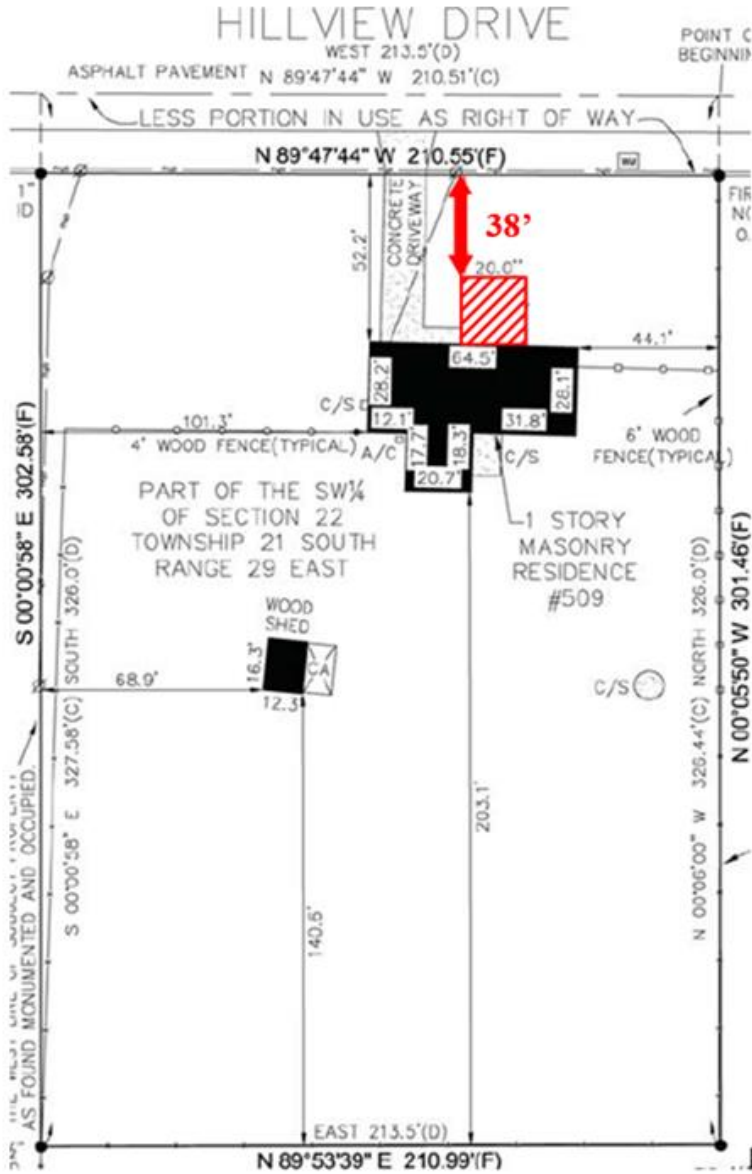 HILLVIEW DRIVE
WEST 213.5'(D)
ASPHALT PAVEMENT N 89°47'44" W 210.51'(C)
POINT
BEGINNIN
LESS PORTION IN USE AS RIGHT OF WAY
N 89°47'44" W 210.55'(F)
WM
1"
ID
52.2'
CONCRETE
DRIVEWAY
38'
20.0"
FIR
64.5'
44.1'
28.2'
28.1'
C/S
12.1'
31.8'
101.3'
4' WOOD FENCE(TYPICAL)
A/C
17.7'
18.3'
20.7'
C/S
6' WOOD
FENCE(TYPICAL)
PART OF THE SW¼
OF SECTION 22
TOWNSHIP 21 SOUTH
RANGE 29 EAST
1 STORY
MASONRY
RESIDENCE
#509
WOOD
SHED
16.3'
CA
12.3'
68.9'
C/S
203.1'
140.6'
S 00°00'58" E 302.58'(F)
S 00°00'58" E 327.58'(C) SOUTH 326.0'(D)
N 00°06'00" W 326.44'(C) NORTH 326.0'(D)
N 00°05'50" W 301.46'(F)
AS FOUND MONUMENTED AND OCCUPIED.
EAST 213.5'(D)
N 89°53'39" E 210.99'(F)